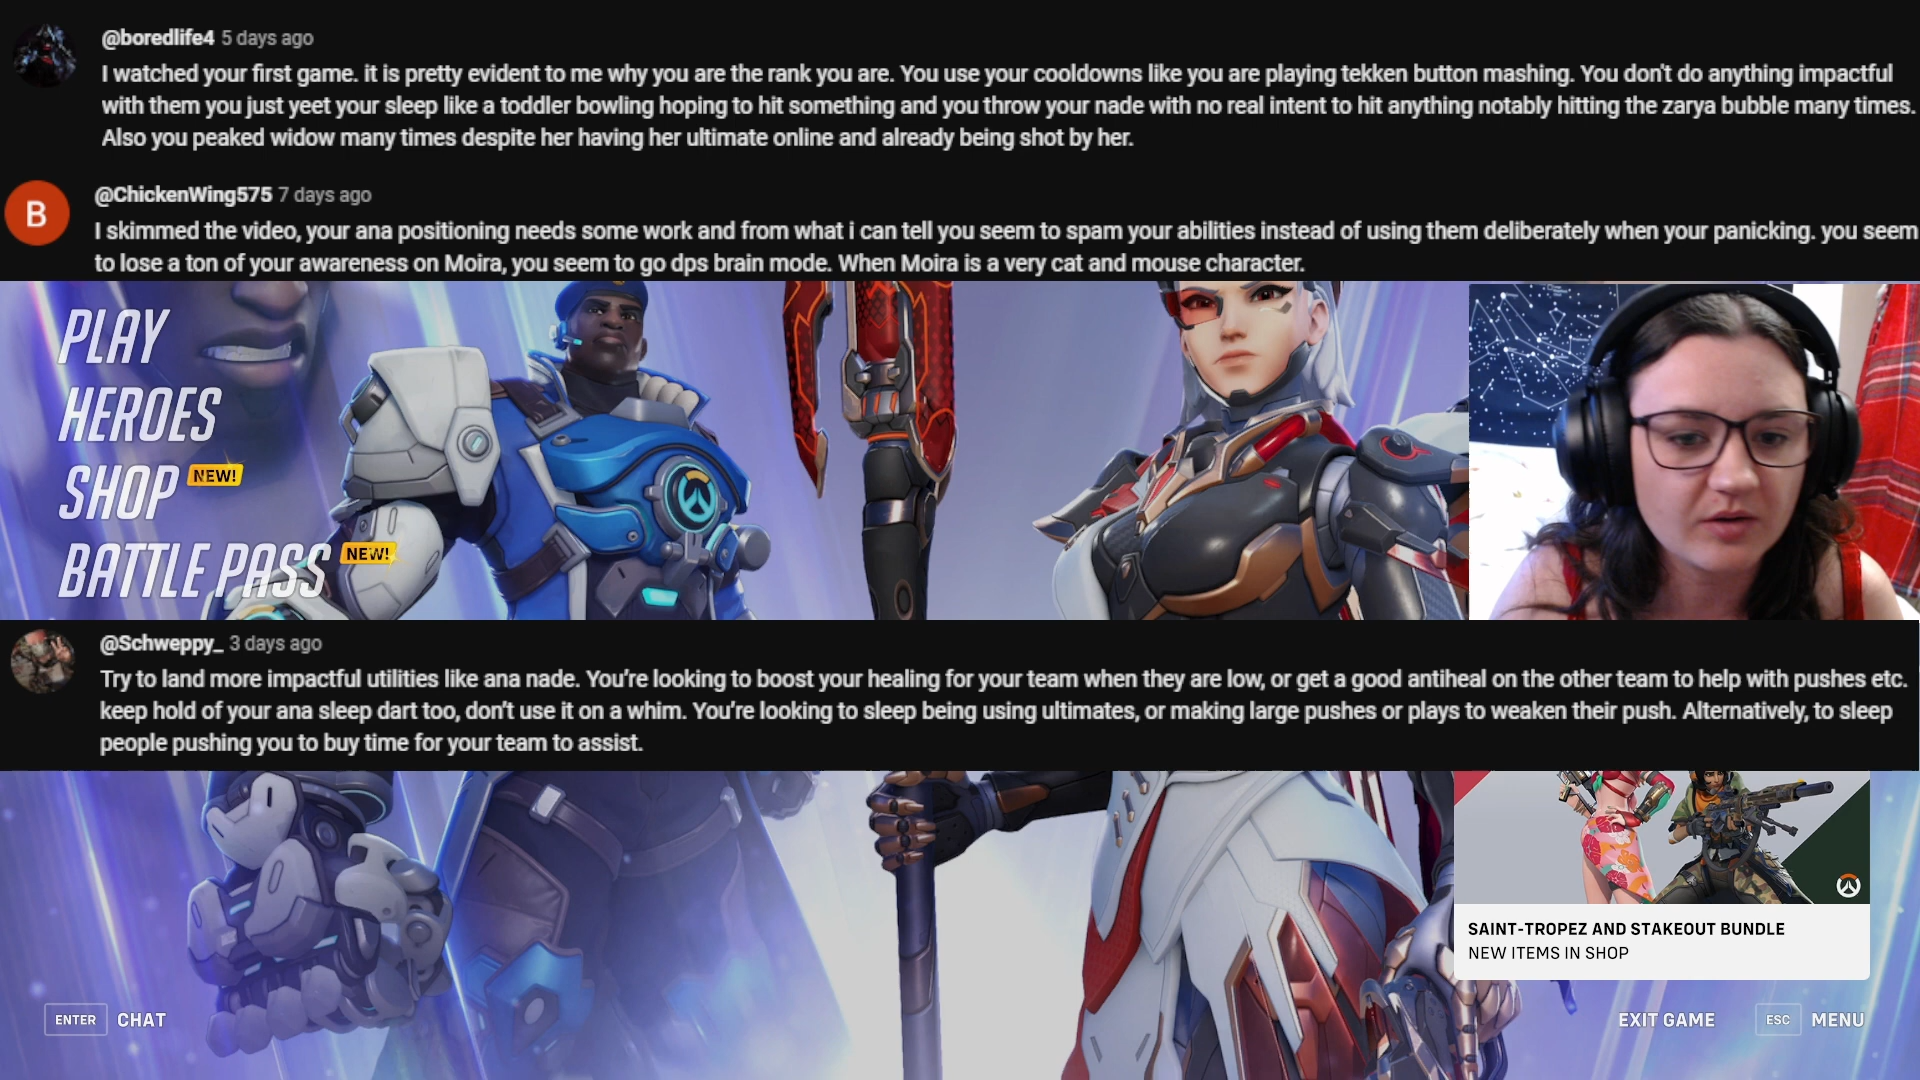 @boredlife4 5 days ago
I watched your first game. it is pretty evident to me why you are the rank you are. You use your cooldowns like you are playing tekken button mashing. You don't do anything impactful
with them you just yeet your sleep like a toddler bowling hoping to hit something and you throw your nade with no real intent to hit anything notably hitting the zarya bubble many times.
Also you peaked widow many times despite her having her ultimate online and already being shot by her.
B
@ChickenWing575 7 days ago
I skimmed the video, your ana positioning needs some work and from what i can tell you seem to spam your abilities instead of using them deliberately when your panicking. you seem
to lose a ton of your awareness on Moira, you seem to go dps brain mode. When Moira is a very cat and mouse character.
PLAY
HEROES
SHOP NEW!
BATTLE PASS NEW!
@Schweppy_ 3 days ago
Try to land more impactful utilities like ana nade. You’re looking to boost your healing for your team when they are low, or get a good antiheal on the other team to help with pushes etc.
keep hold of your ana sleep dart too, don’t use it on a whim. You’re looking to sleep being using ultimates, or making large pushes or plays to weaken their push. Alternatively, to sleep
people pushing you to buy time for your team to assist.
SAINT-TROPEZ AND STAKEOUT BUNDLE
NEW ITEMS IN SHOP
ENTER CHAT
EXIT GAME
ESC MENU